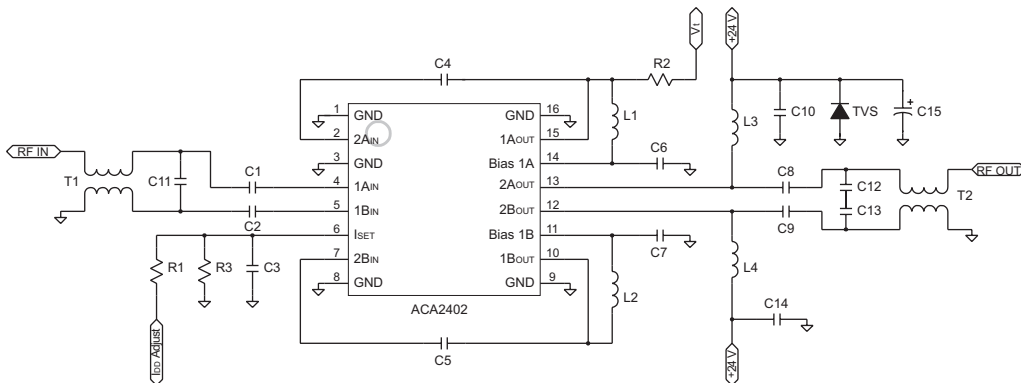 Vt
+24 V
C4
R2
1 GND
GND 16
L1
L3
C10
TVS
+
C15
2 2AIN
1AOUT 15
RF IN
3 GND
Bias 1A 14
C6
T1
C11
C1
4 1AIN
2AOUT 13
C8
C12
T2
RF OUT
5 1BIN
2BOUT 12
C13
C2
C9
6 ISET
Bias 1B 11
C7
R1
R3
C3
7 2BIN
1BOUT 10
L4
8 GND
GND 9
L2
ACA2402
C14
IDD Adjust
C5
+24 V